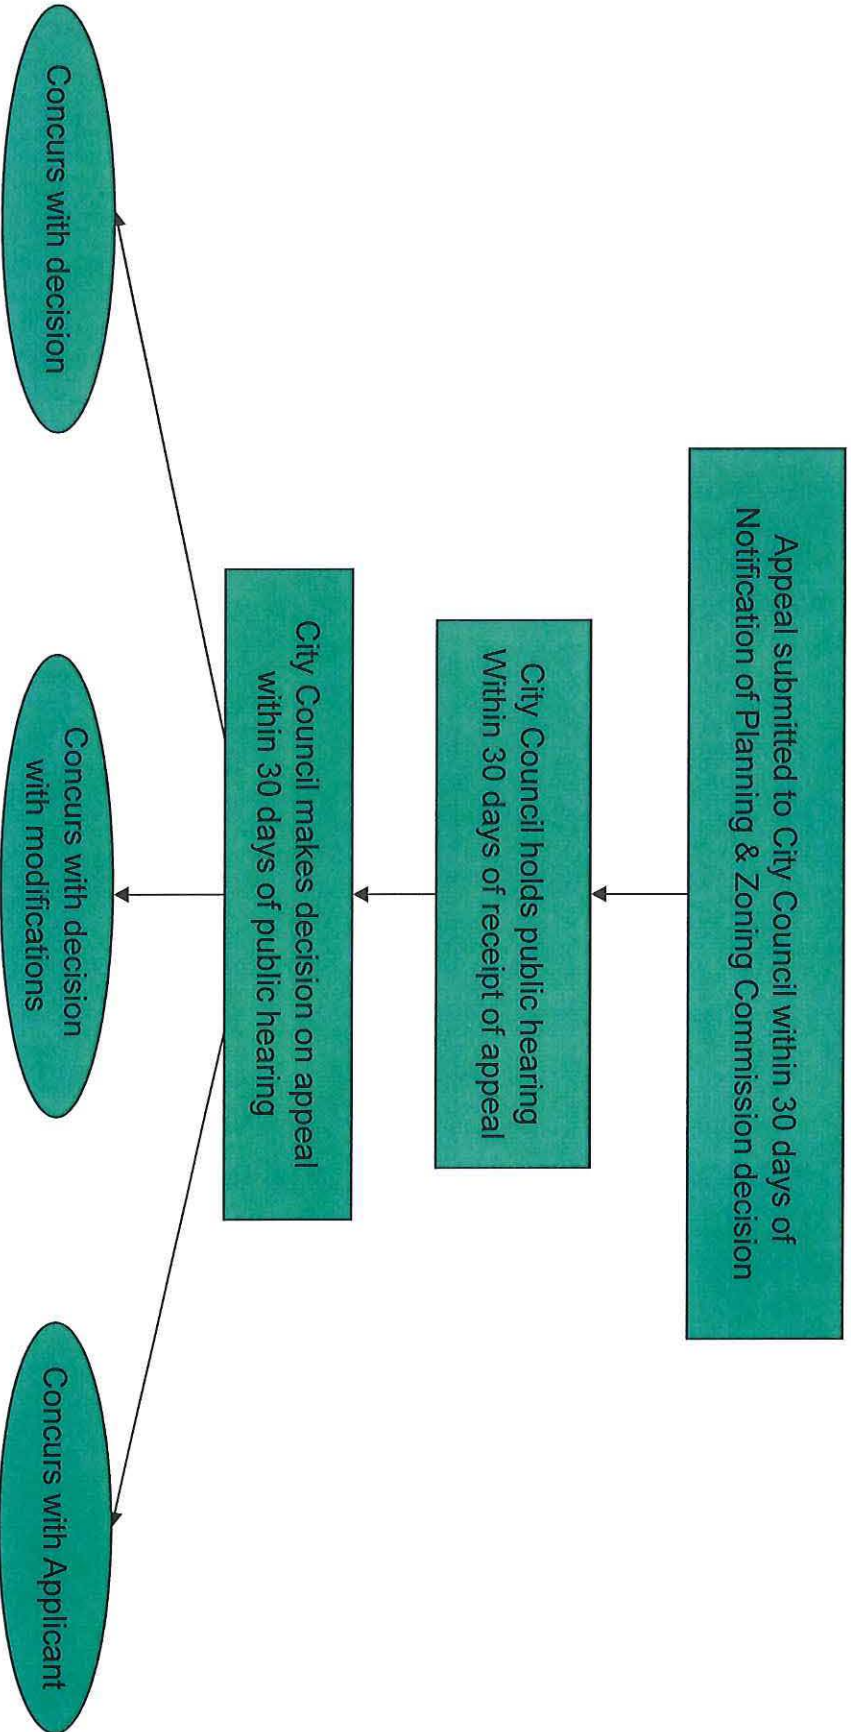 Appeal submitted to City Council within 30 days of
Notification of Planning & Zoning Commission decision
City Council holds public hearing
Within 30 days of receipt of appeal
City Council makes decision on appeal
within 30 days of public hearing
Concurs with decision
Concurs with decision
with modifications
Concurs with Applicant